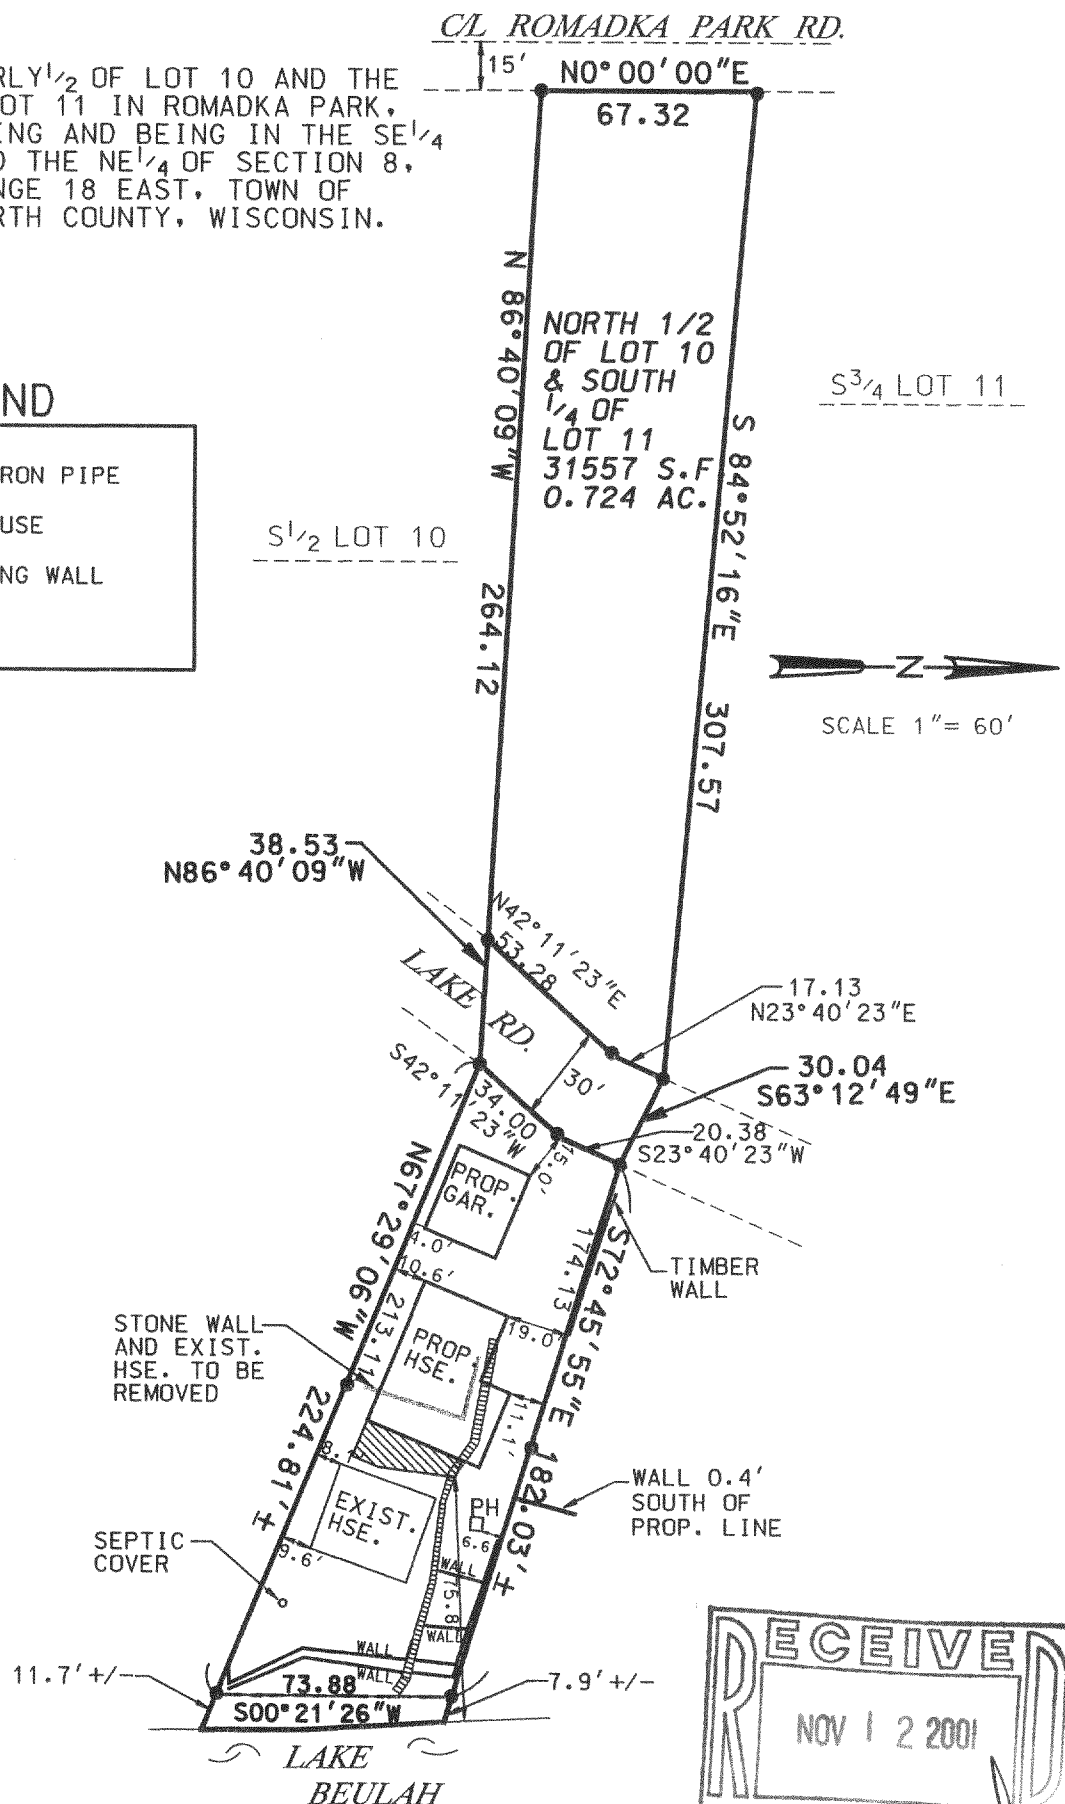 C/L ROMADKA PARK RD.
15'
N0°00'00"E
67.32
RLY 1/2 OF LOT 10 AND THE
OT 11 IN ROMADKA PARK,
ING AND BEING IN THE SE 1/4
D THE NE 1/4 OF SECTION 8,
NGE 18 EAST, TOWN OF
RTH COUNTY, WISCONSIN.
N 86°40'09"W
264.12
NORTH 1/2
OF LOT 10
& SOUTH
1/4 OF
LOT 11
31557 S.F
0.724 AC.
S 84°52'16"E 307.57
S 3/4 LOT 11
ND
RON PIPE
USE
NG WALL
S 1/2 LOT 10
Z
SCALE 1"= 60'
38.53
N86°40'09"W
N42°11'23"E
53.28
LAKE RD.
17.13
N23°40'23"E
30'
30.04
S63°12'49"E
S42°11'23"W
34.00
20.38
S23°40'23"W
15.0'
PROP.
GAR.
4.0'
N67°29'06"W
10.6'
213.11
174.13
S72°45'55"E
TIMBER
WALL
STONE WALL
AND EXIST.
HSE. TO BE
REMOVED
PROP.
HSE.
19.0'
11.1'
224.81'±
182.03'±
WALL 0.4'
SOUTH OF
PROP. LINE
EXIST.
HSE.
PH
6.6
SEPTIC
COVER
9.6'
WALL
75.8
WALL
WALL
WALL
11.7'+/-
73.88
S00°21'26"W
7.9'+/-
LAKE
BEULAH
RECEIVED
NOV 12 2001